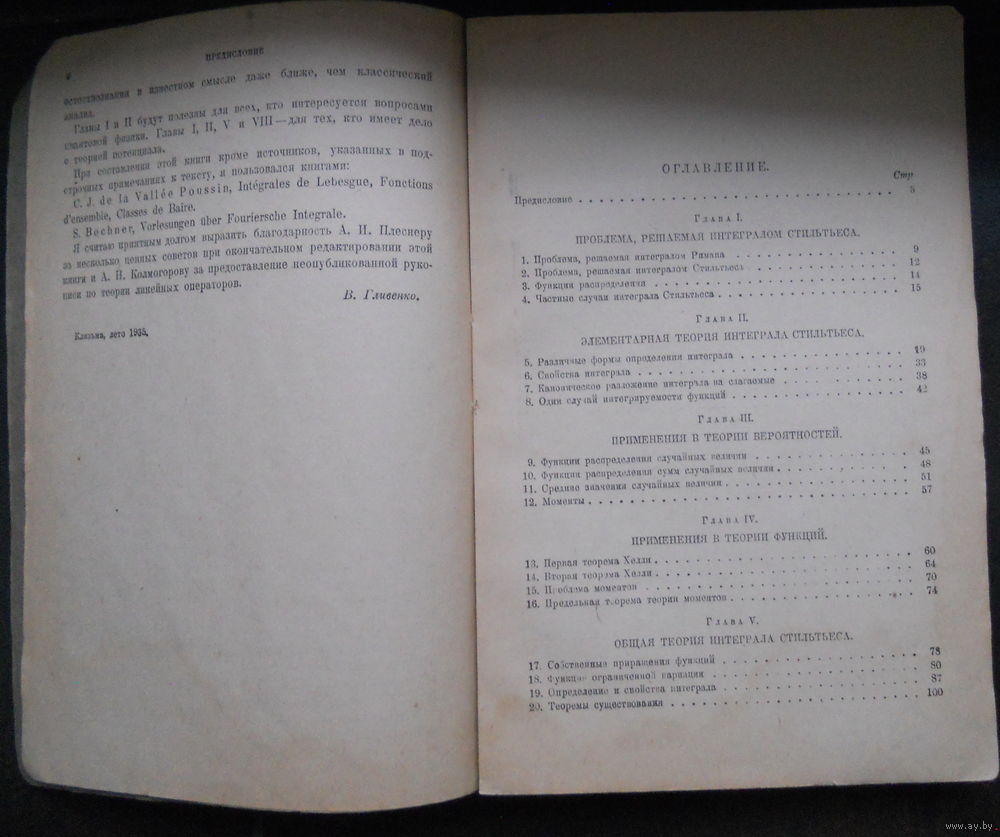 6
ПРЕДИСЛОВИЕ
естествознания в известном смысле даже ближе, чем классический
анализ.
Главы I и II будут полезны для всех, кто интересуется вопросами
квантовой физики. Главы I, II, V и VIII — для тех, кто имеет дело
с теорией потенциала.
При составлении этой книги кроме источников, указанных в под-
строчных примечаниях к тексту, я пользовался книгами:
C. J. de la Vallée Poussin, Intégrales de Lebesgue, Fonctions
d'ensemble, Classes de Baire.
S. Bochner, Vorlesungen über Fouriersche Integrale.
Я считаю приятным долгом выразить благодарность А. И. Плеснеру
за несколько ценных советов при окончательном редактировании этой
книги и А. Н. Колмогорову за предоставление неопубликованной руко-
писи по теории линейных операторов.
В. Гливенко.
Клязьма, лето 1935.
ОГЛАВЛЕНИЕ.
Стр
Предисловие . . . 5
Глава I.
ПРОБЛЕМА, РЕШАЕМАЯ ИНТЕГРАЛОМ СТИЛЬТЬЕСА.
1. Проблема, решаемая интегралом Римана . . . 9
2. Проблема, решаемая интегралом Стильтьеса . . . 12
3. Функции распределения . . . 14
4. Частные случаи интеграла Стильтьеса . . . 15
Глава II.
ЭЛЕМЕНТАРНАЯ ТЕОРИЯ ИНТЕГРАЛА СТИЛЬТЬЕСА.
5. Различные формы определения интеграла . . . 19
6. Свойства интеграла . . . 33
7. Каноническое разложение интеграла на слагаемые . . . 38
8. Один случай интегрируемости функций . . . 42
Глава III.
ПРИМЕНЕНИЯ В ТЕОРИИ ВЕРОЯТНОСТЕЙ.
9. Функции распределения случайных величин . . . 45
10. Функции распределения сумм случайных величин . . . 48
11. Средние значения случайных величин . . . 51
12. Моменты . . . 57
Глава IV.
ПРИМЕНЕНИЯ В ТЕОРИИ ФУНКЦИЙ.
13. Первая теорема Хелли . . . 60
14. Вторая теорема Хелли . . . 64
15. Проблема моментов . . . 70
16. Предельная теорема теории моментов . . . 74
Глава V.
ОБЩАЯ ТЕОРИЯ ИНТЕГРАЛА СТИЛЬТЬЕСА.
17. Собственные приращения функций . . . 78
18. Функции ограниченной вариации . . . 80
19. Определение и свойства интеграла . . . 87
20. Теоремы существования . . . 100
www.ay.by